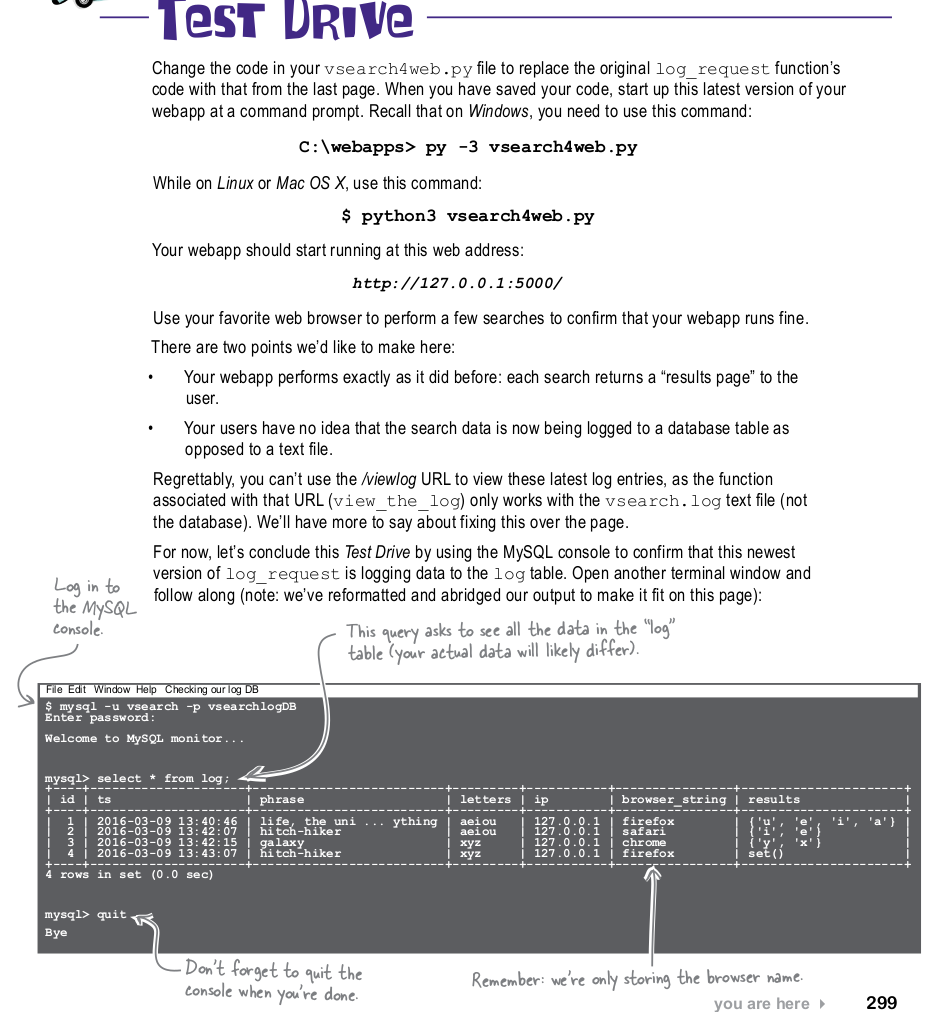 Test Drive
Change the code in your vsearch4web.py file to replace the original log_request function's
code with that from the last page. When you have saved your code, start up this latest version of your
webapp at a command prompt. Recall that on Windows, you need to use this command:
C:\webapps> py -3 vsearch4web.py
While on Linux or Mac OS X, use this command:
$ python3 vsearch4web.py
Your webapp should start running at this web address:
http://127.0.0.1:5000/
Use your favorite web browser to perform a few searches to confirm that your webapp runs fine.
There are two points we'd like to make here:
• Your webapp performs exactly as it did before: each search returns a “results page” to the
user.
• Your users have no idea that the search data is now being logged to a database table as
opposed to a text file.
Regrettably, you can't use the /viewlog URL to view these latest log entries, as the function
associated with that URL (view_the_log) only works with the vsearch.log text file (not
the database). We'll have more to say about fixing this over the page.
For now, let's conclude this Test Drive by using the MySQL console to confirm that this newest
version of log_request is logging data to the log table. Open another terminal window and
follow along (note: we've reformatted and abridged our output to make it fit on this page):
Log in to
the MySQL
console.
This query asks to see all the data in the “log”
table (your actual data will likely differ).
File Edit Window Help Checking our log DB
$ mysql -u vsearch -p vsearchlogDB
Enter password:
Welcome to MySQL monitor...
mysql> select * from log;
+----+---------------------+--------------------------+---------+-----------+----------------+----------------------+
| id | ts | phrase | letters | ip | browser_string | results |
+----+---------------------+--------------------------+---------+-----------+----------------+----------------------+
| 1 | 2016-03-09 13:40:46 | life, the uni ... ything | aeiou | 127.0.0.1 | firefox | {'u', 'e', 'i', 'a'} |
| 2 | 2016-03-09 13:42:07 | hitch-hiker | aeiou | 127.0.0.1 | safari | {'i', 'e'} |
| 3 | 2016-03-09 13:42:15 | galaxy | xyz | 127.0.0.1 | chrome | {'y', 'x'} |
| 4 | 2016-03-09 13:43:07 | hitch-hiker | xyz | 127.0.0.1 | firefox | set() |
+----+---------------------+--------------------------+---------+-----------+----------------+----------------------+
4 rows in set (0.0 sec)
mysql> quit
Bye
Don't forget to quit the
console when you're done.
Remember: we're only storing the browser name.
you are here ▸ 299